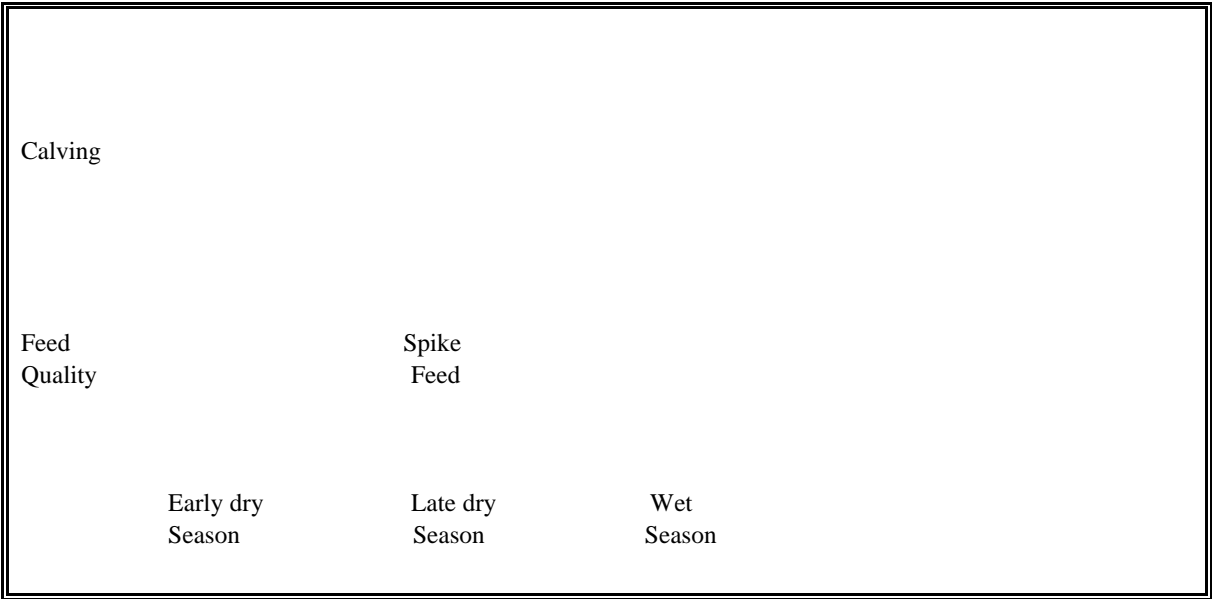 Calving
Feed Spike
Quality Feed
Early dry Late dry Wet
Season Season Season